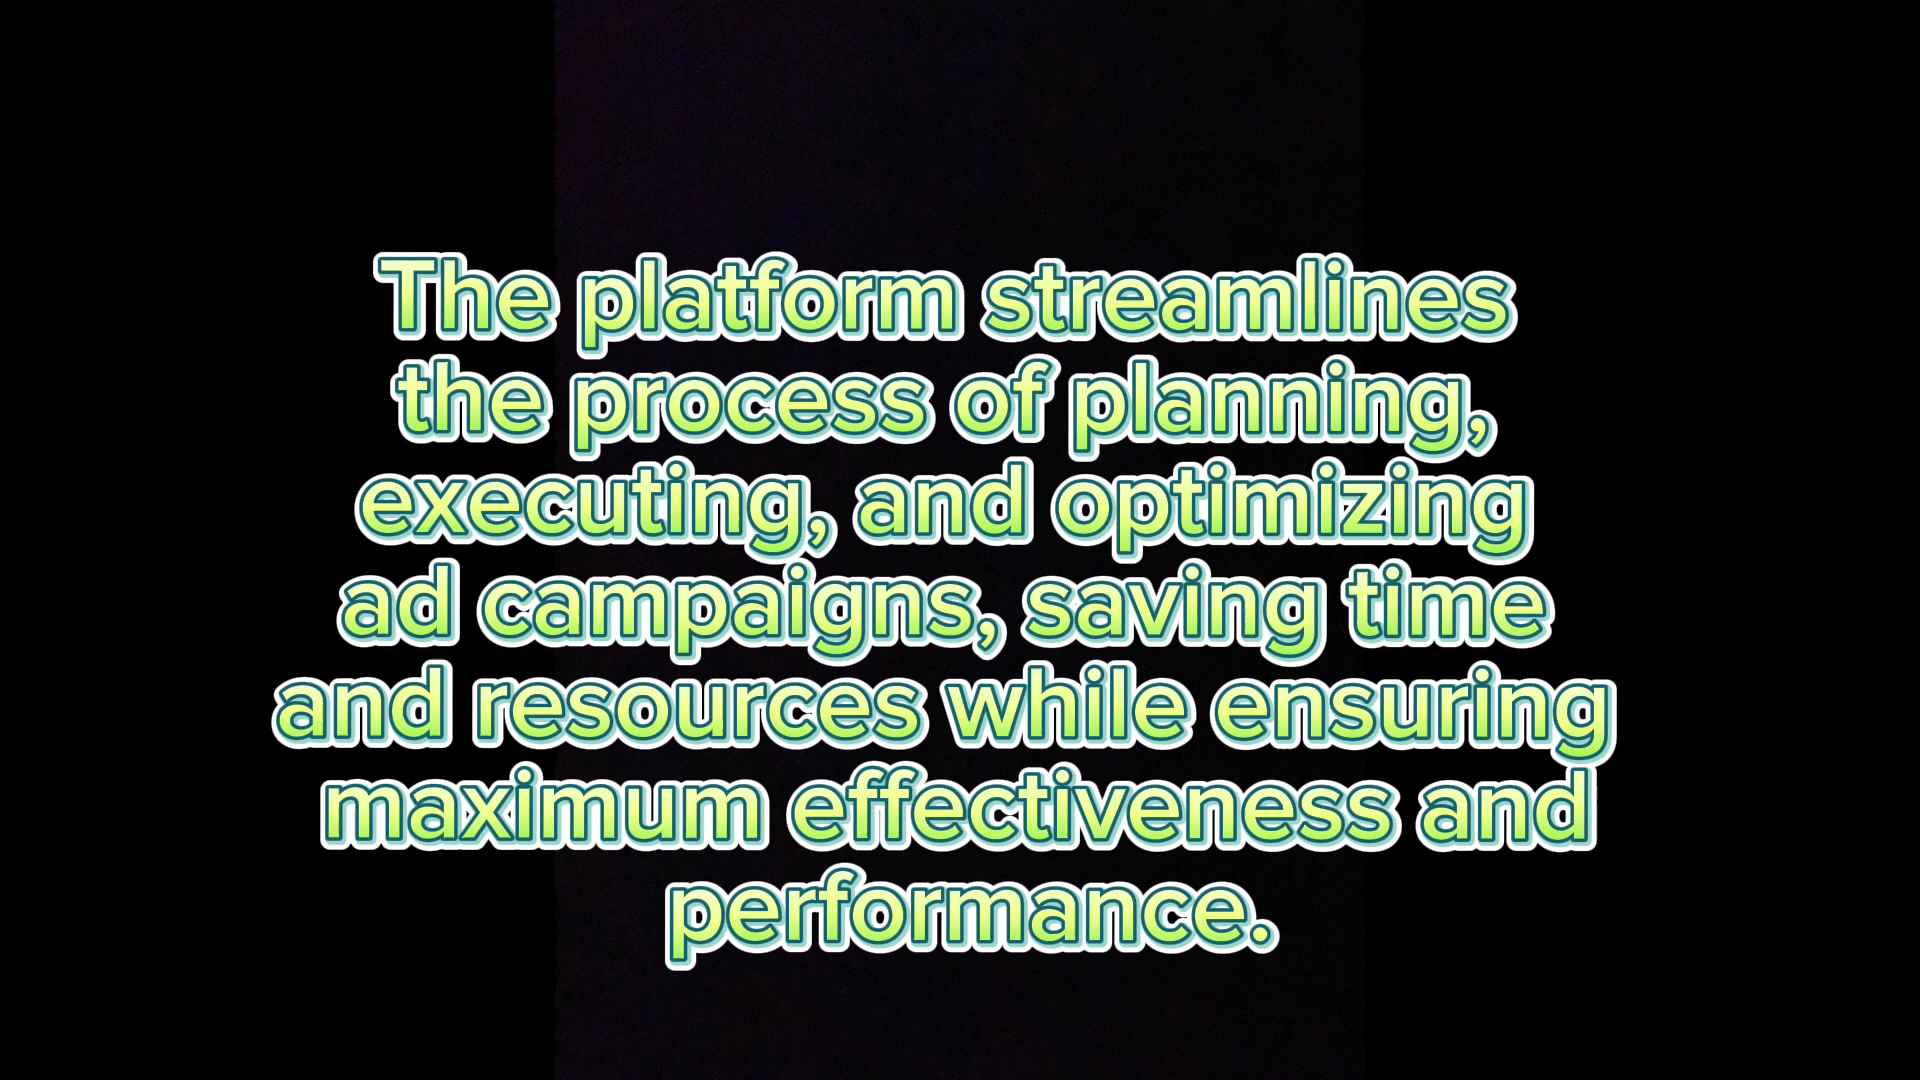 The platform streamlines
the process of planning,
executing, and optimizing
ad campaigns, saving time
and resources while ensuring
maximum effectiveness and
performance.